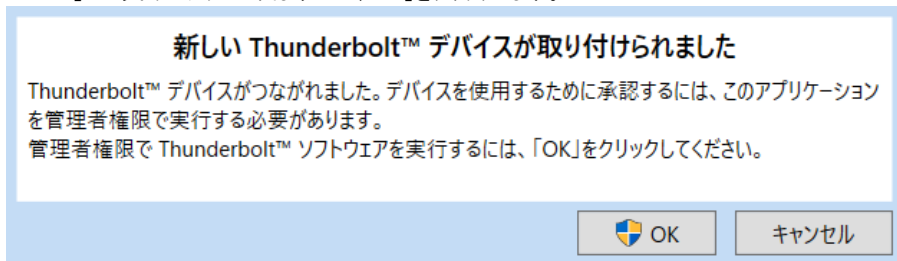 新しい Thunderbolt™ デバイスが取り付けられました
Thunderbolt™ デバイスがつながれました。デバイスを使用するために承認するには、このアプリケーション
を管理者権限で実行する必要があります。
管理者権限で Thunderbolt™ ソフトウェアを実行するには、「OK」をクリックしてください。
OK
キャンセル